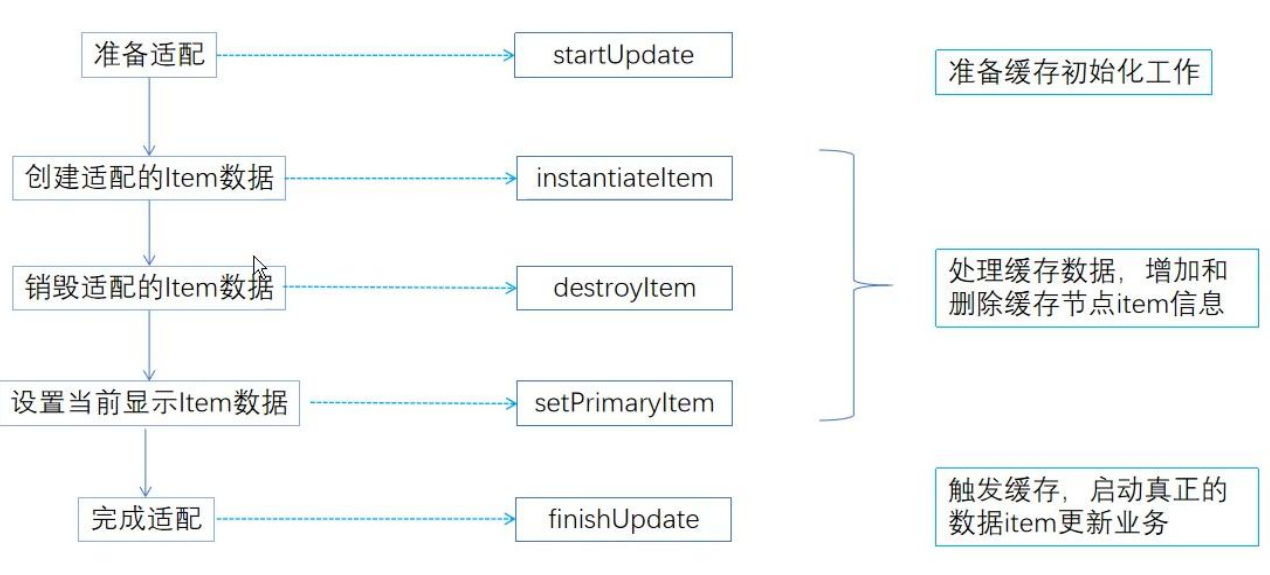 准备适配
startUpdate
准备缓存初始化工作
创建适配的Item数据
instantiateItem
销毁适配的Item数据
destroyItem
处理缓存数据，增加和
删除缓存节点item信息
设置当前显示Item数据
setPrimaryItem
完成适配
finishUpdate
触发缓存，启动真正的
数据item更新业务